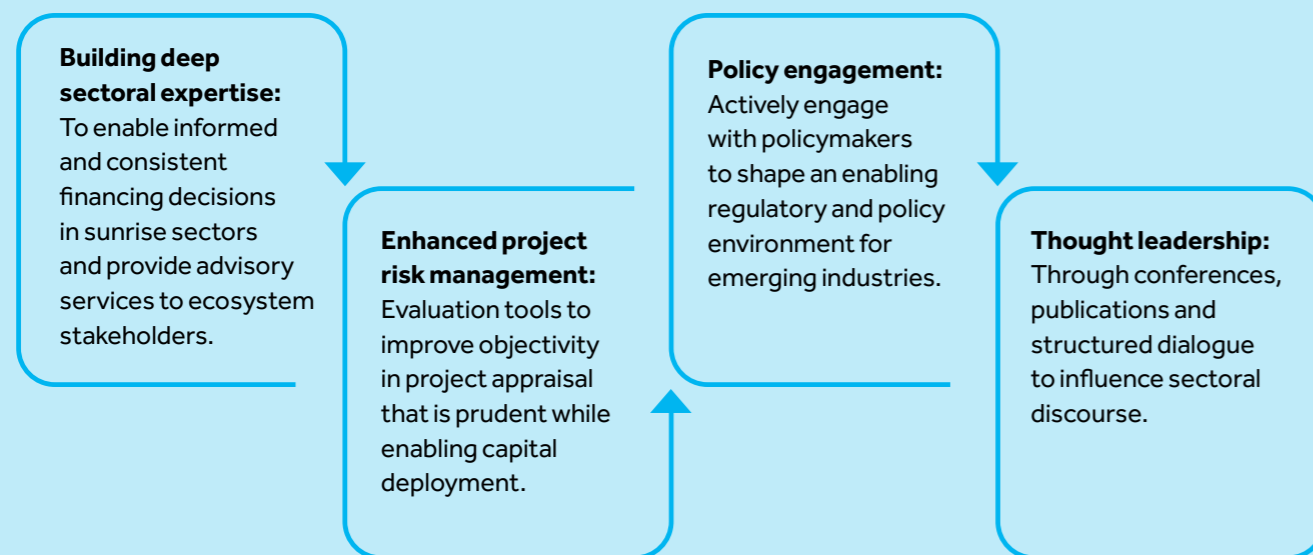 Building deep
sectoral expertise:
To enable informed
and consistent
financing decisions
in sunrise sectors
and provide advisory
services to ecosystem
stakeholders.
Enhanced project
risk management:
Evaluation tools to
improve objectivity
in project appraisal
that is prudent while
enabling capital
deployment.
Policy engagement:
Actively engage
with policymakers
to shape an enabling
regulatory and policy
environment for
emerging industries.
Thought leadership:
Through conferences,
publications and
structured dialogue
to influence sectoral
discourse.